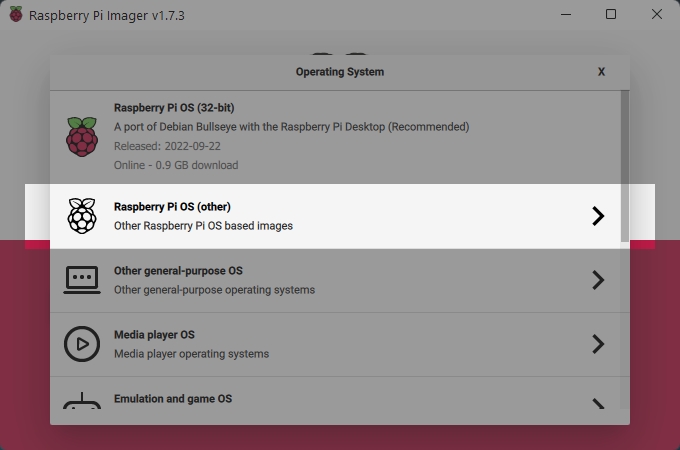 Raspberry Pi Imager v1.7.3
Operating System
X
Raspberry Pi OS (32-bit)
A port of Debian Bullseye with the Raspberry Pi Desktop (Recommended)
Released: 2022-09-22
Online - 0.9 GB download
Raspberry Pi OS (other)
Other Raspberry Pi OS based images
Other general-purpose OS
Other general-purpose operating systems
Media player OS
Media player operating systems
Emulation and game OS